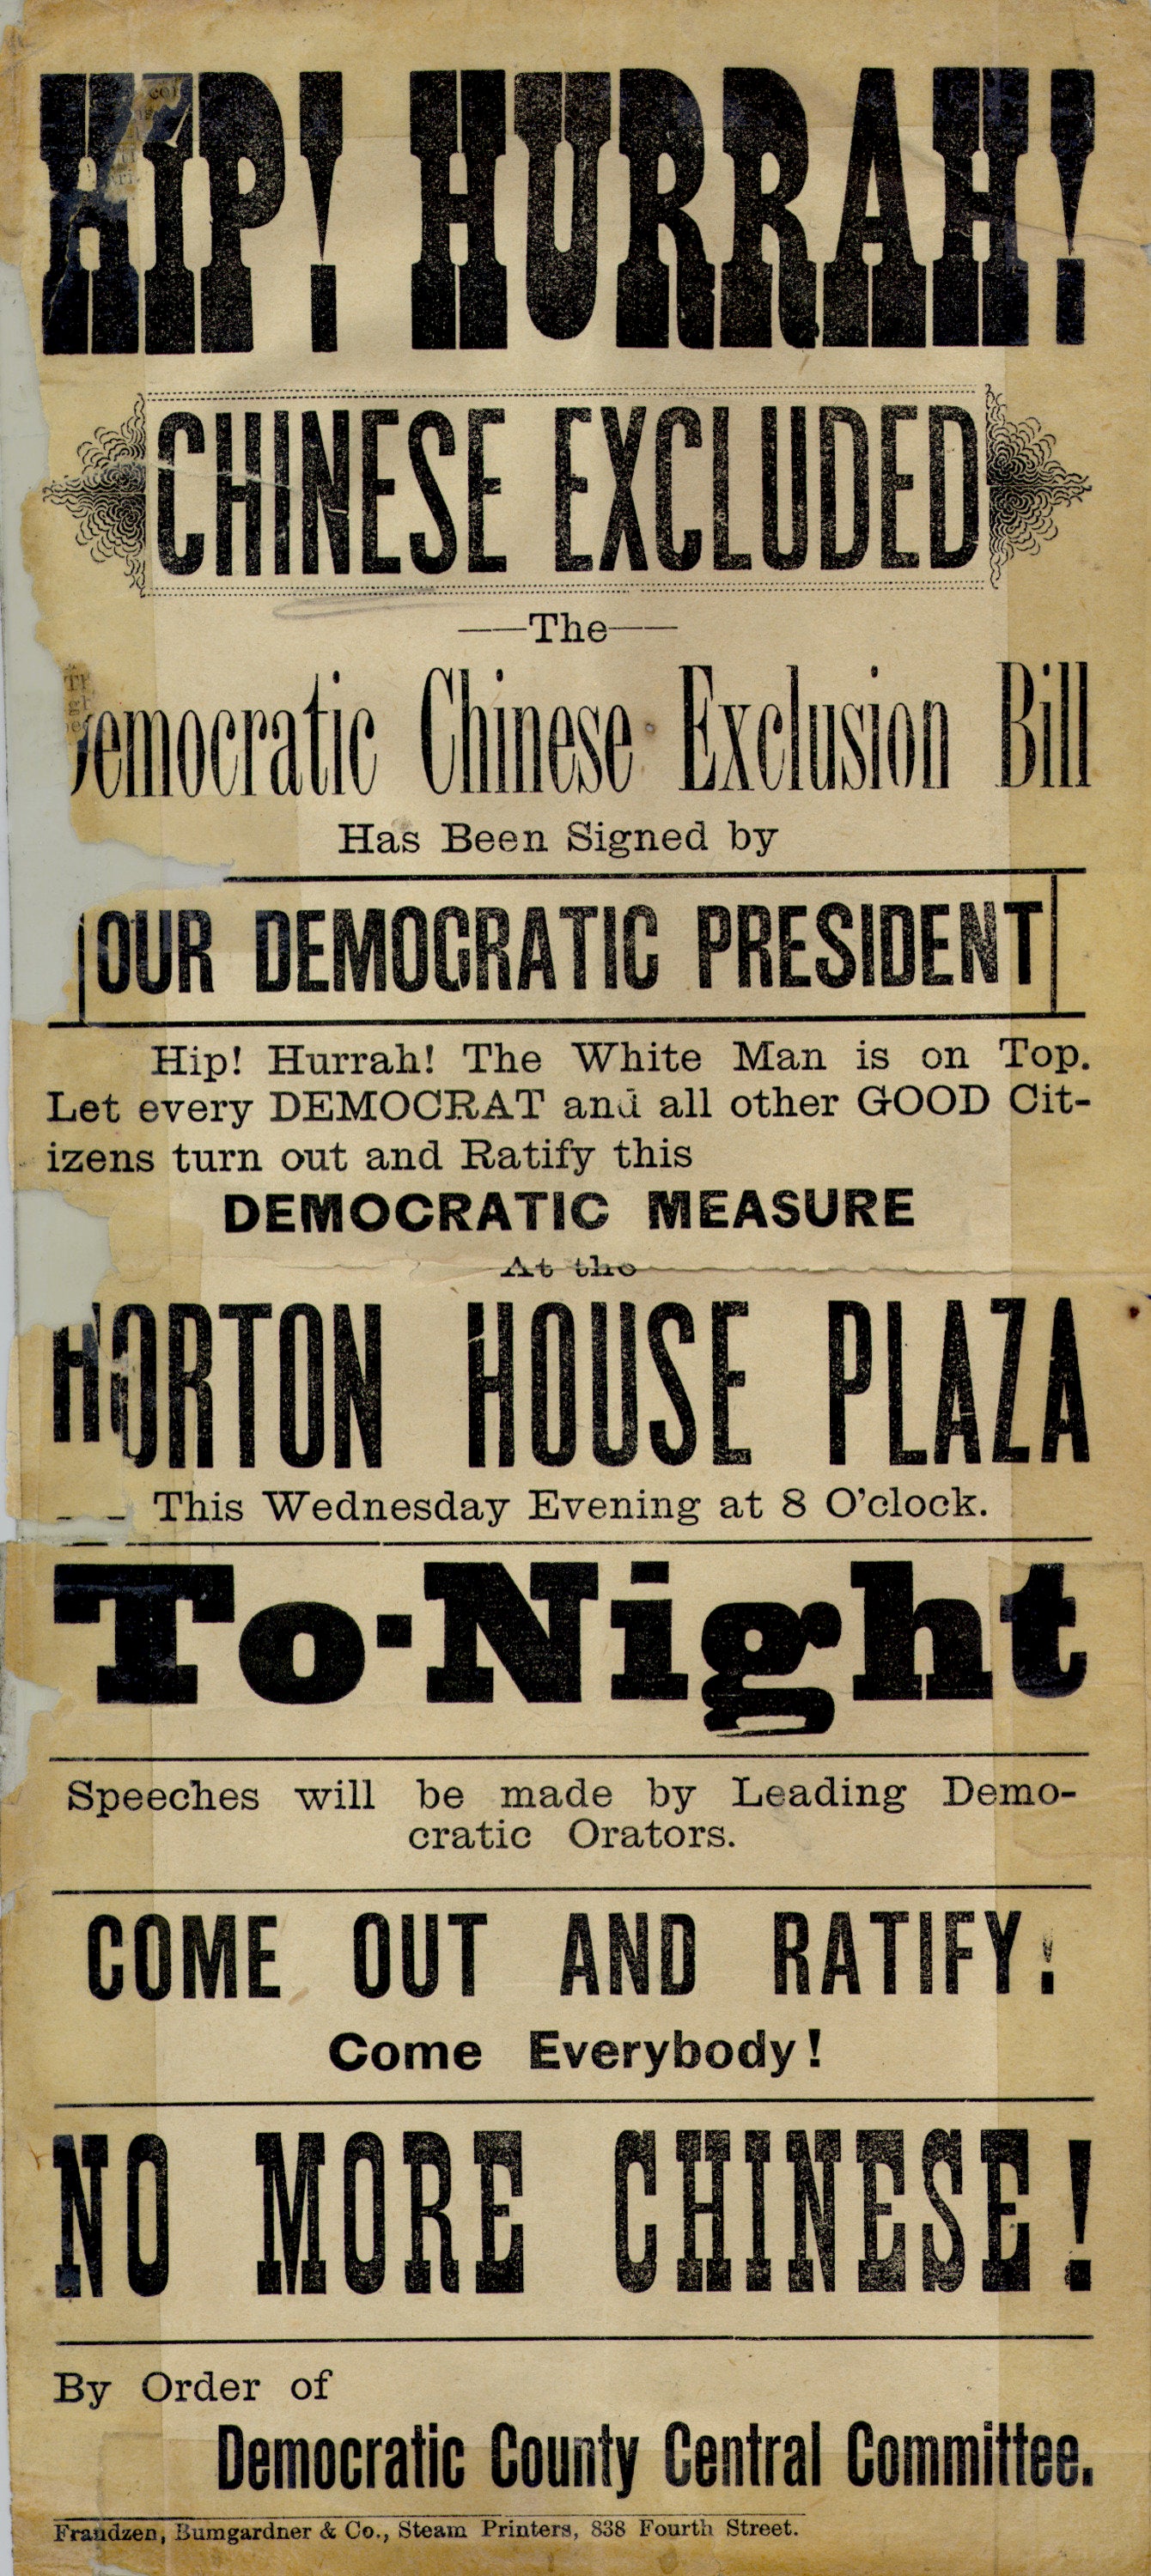 HIP! HURRAH!
CHINESE EXCLUDED
—The—
Democratic Chinese Exclusion Bill
Has Been Signed by
OUR DEMOCRATIC PRESIDENT
Hip! Hurrah! The White Man is on Top.
Let every DEMOCRAT and all other GOOD Cit-
izens turn out and Ratify this
DEMOCRATIC MEASURE
At the
HORTON HOUSE PLAZA
This Wednesday Evening at 8 O'clock.
To-Night
Speeches will be made by Leading Demo-
cratic Orators.
COME OUT AND RATIFY!
Come Everybody!
NO MORE CHINESE!
By Order of
Democratic County Central Committee.
Frandzen, Bumgardner & Co., Steam Printers, 838 Fourth Street.